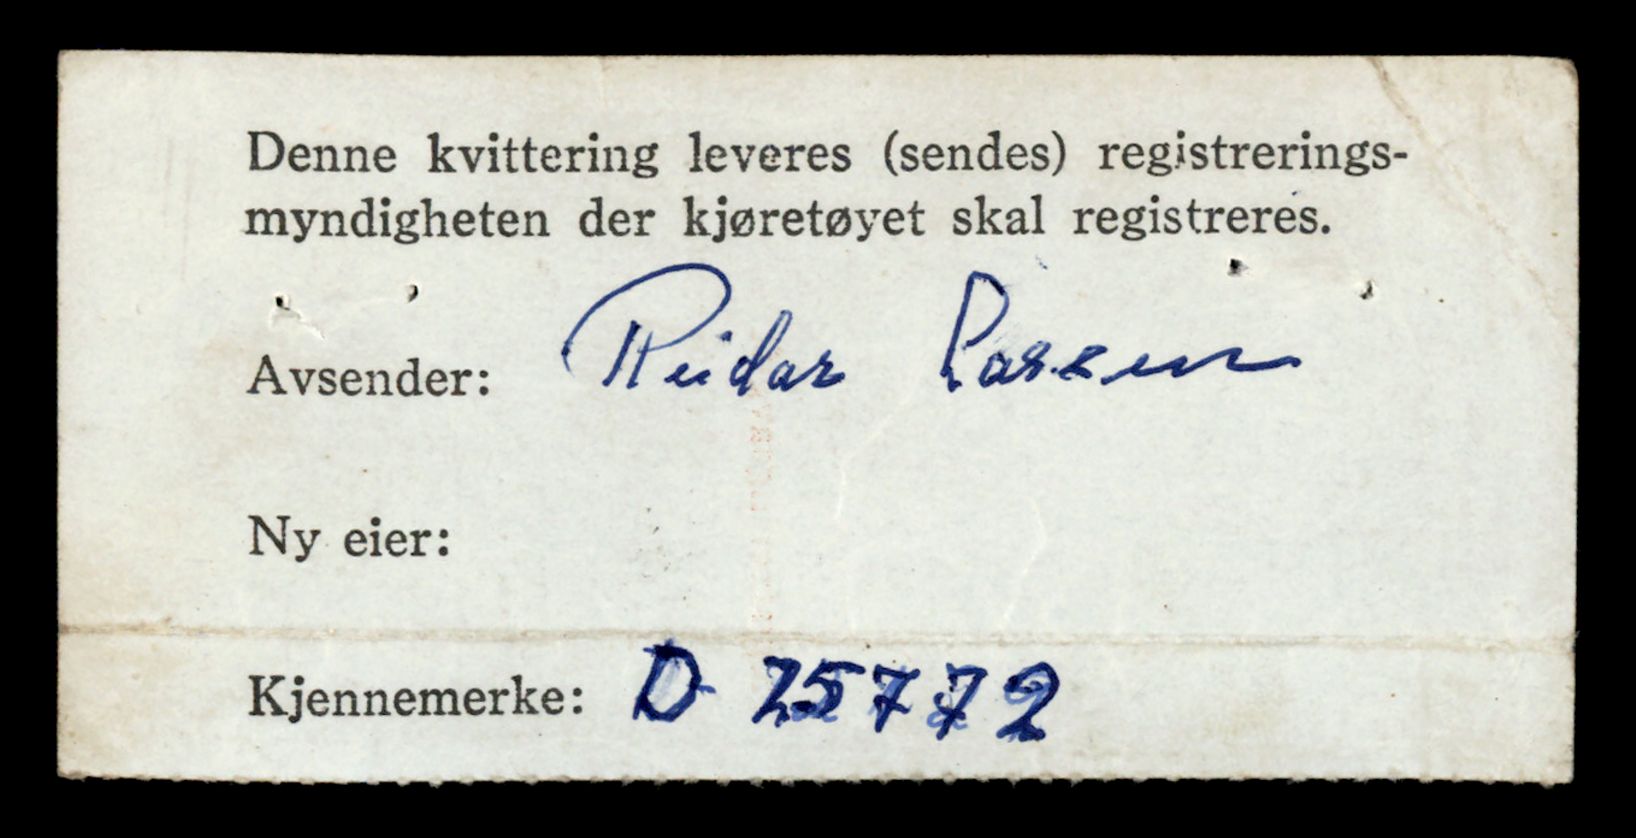 Denne kvittering leveres (sendes) registrerings-
myndigheten der kjøretøyet skal registreres.
Avsender: Reidar Larsen
Ny eier:
Kjennemerke: D 25772